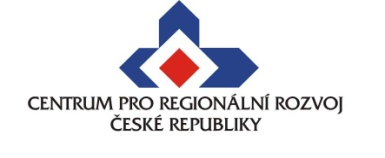 CENTRUM PRO REGIONÁLNÍ ROZVOJ
ČESKÉ REPUBLIKY